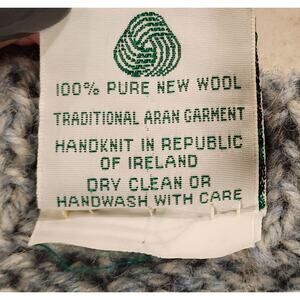 100% PURE NEW WOOL
TRADITIONAL ARAN GARMENT
HANDKNIT IN REPUBLIC
OF IRELAND
DRY CLEAN OR
HANDWASH WITH CARE